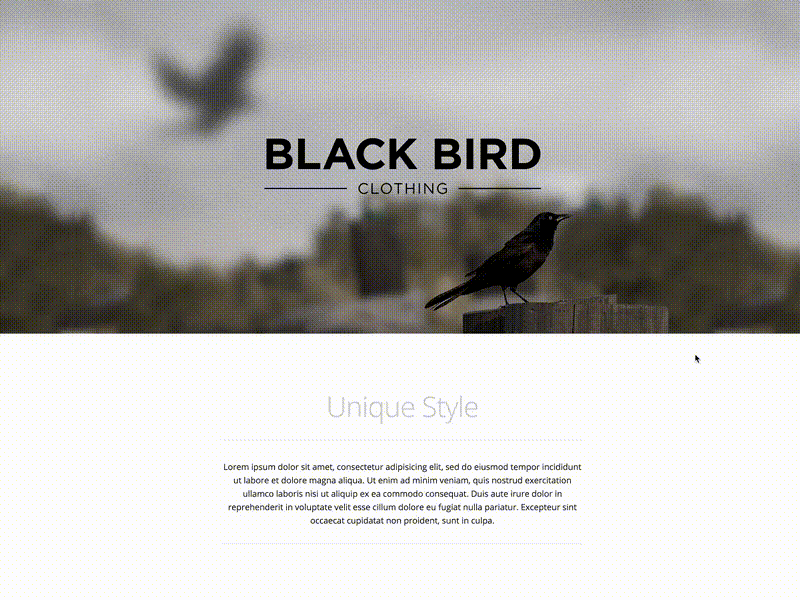 BLACK BIRD
CLOTHING
Unique Style
Lorem ipsum dolor sit amet, consectetur adipisicing elit, sed do eiusmod tempor incididunt
ut labore et dolore magna aliqua. Ut enim ad minim veniam, quis nostrud exercitation
ullamco laboris nisi ut aliquip ex ea commodo consequat. Duis aute irure dolor in
reprehenderit in voluptate velit esse cillum dolore eu fugiat nulla pariatur. Excepteur sint
occaecat cupidatat non proident, sunt in culpa.